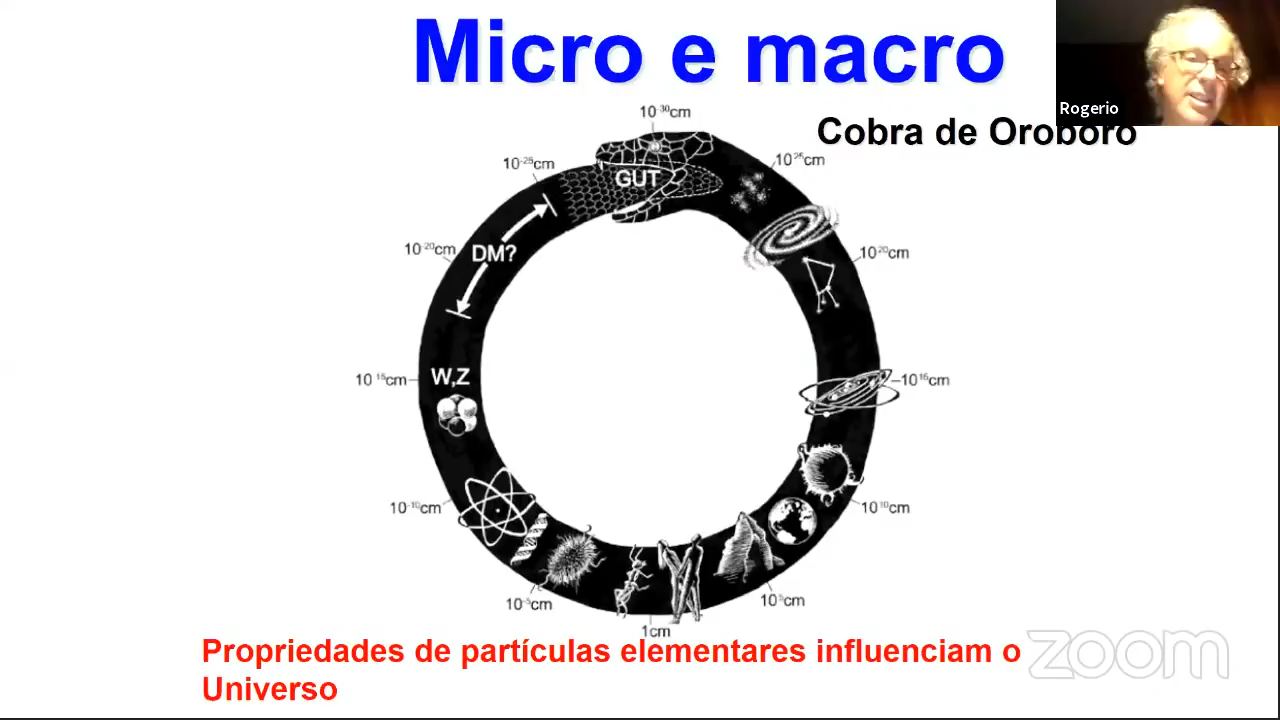 Micro e macro
Rogerio
Cobra de Oroboro
10⁻³⁰cm
10⁻²⁵cm
10²⁵cm
GUT
10⁻²⁰cm
DM?
10²⁰cm
10⁻¹⁵cm
W,Z
10¹⁵cm
10⁻¹⁰cm
10¹⁰cm
10⁻⁵cm
10⁵cm
1cm
Propriedades de partículas elementares influenciam o
Universo
zoom